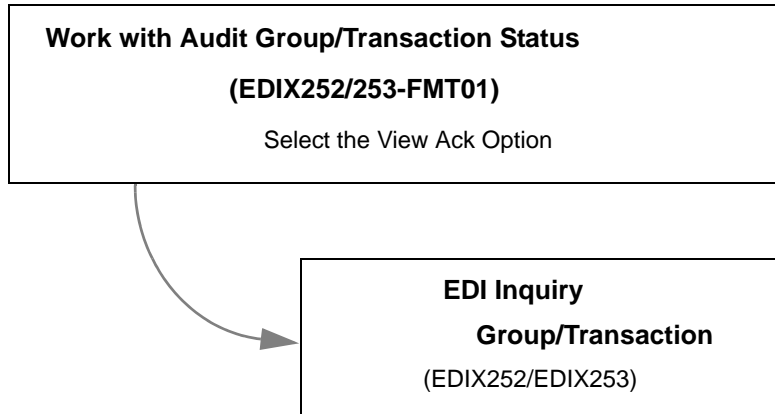 Work with Audit Group/Transaction Status
(EDIX252/253-FMT01)
Select the View Ack Option
EDI Inquiry
Group/Transaction
(EDIX252/EDIX253)